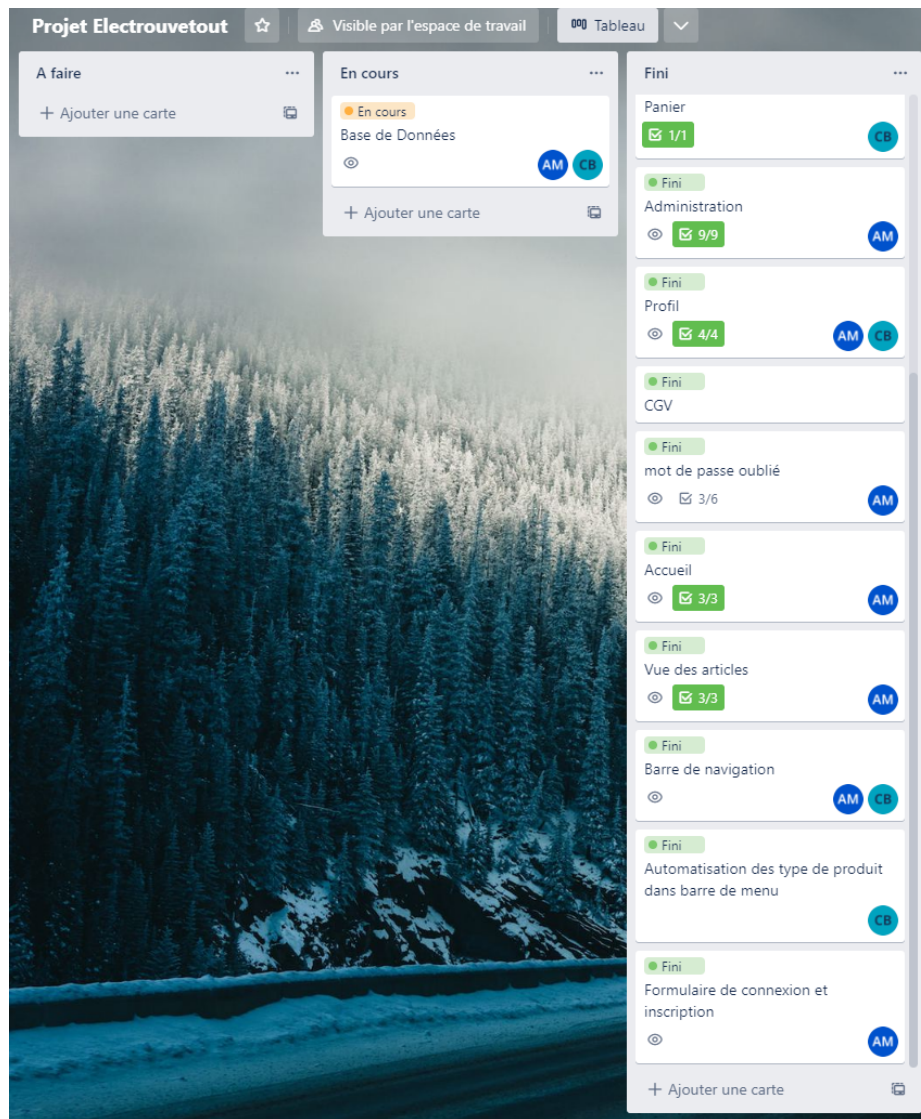 Projet Electrouvetout
Visible par l'espace de travail
Tableau
A faire
Ajouter une carte
En cours
En cours
Base de Données
AM CB
Ajouter une carte
Fini
Panier
1/1
CB
Fini
Administration
9/9
AM
Fini
Profil
4/4
AM CB
Fini
CGV
Fini
mot de passe oublié
3/6
AM
Fini
Accueil
3/3
AM
Fini
Vue des articles
3/3
AM
Fini
Barre de navigation
AM CB
Fini
Automatisation des type de produit
dans barre de menu
CB
Fini
Formulaire de connexion et
inscription
AM
Ajouter une carte